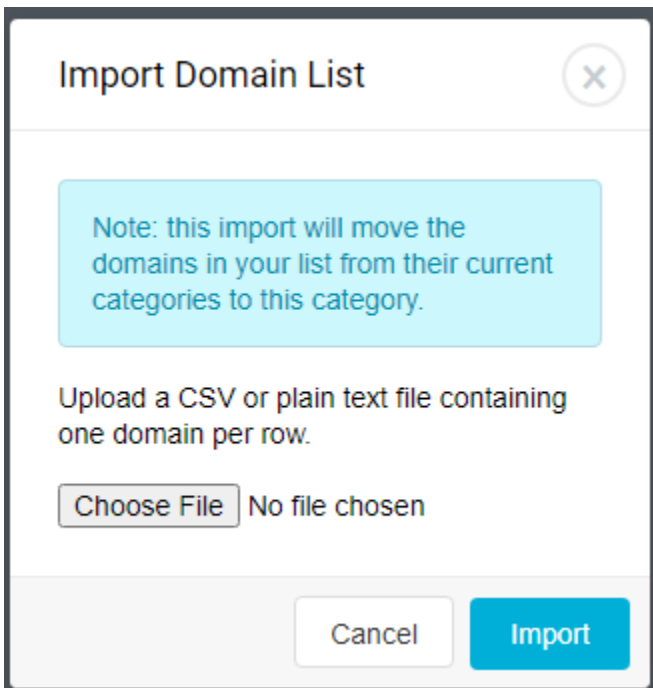 Import Domain List
Note: this import will move the
domains in your list from their current
categories to this category.
Upload a CSV or plain text file containing
one domain per row.
Choose File No file chosen
Cancel Import